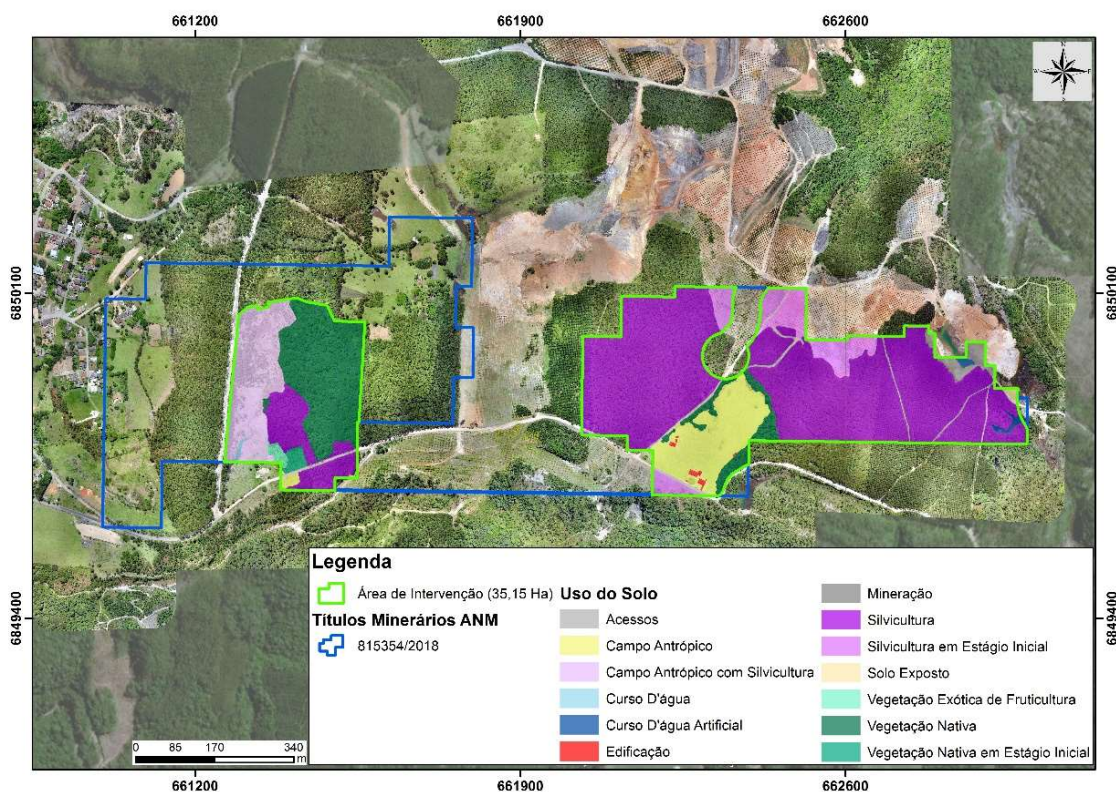 661200 661900 662600
6850100 6850100
6849400 6849400
Legenda
Área de Intervenção (35,15 Ha)
Títulos Minerários ANM
815354/2018
Uso do Solo
Acessos
Campo Antrópico
Campo Antrópico com Silvicultura
Curso D'água
Curso D'água Artificial
Edificação
Mineração
Silvicultura
Silvicultura em Estágio Inicial
Solo Exposto
Vegetação Exótica de Fruticultura
Vegetação Nativa
Vegetação Nativa em Estágio Inicial
0 85 170 340
m
661200 661900 662600